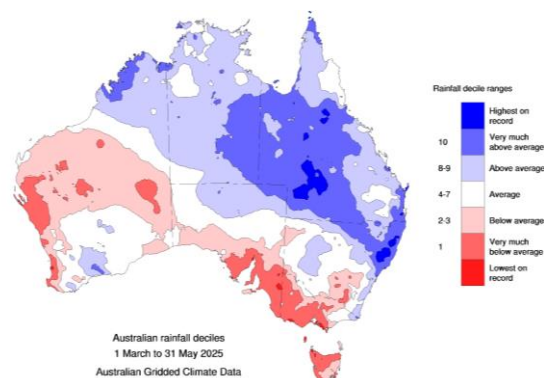 Rainfall decile ranges
Highest on
record
10
Very much
above average
8-9
Above average
4-7
Average
2-3
Below average
1
Very much
below average
Lowest on
record
Australian rainfall deciles
1 March to 31 May 2025
Australian Gridded Climate Data